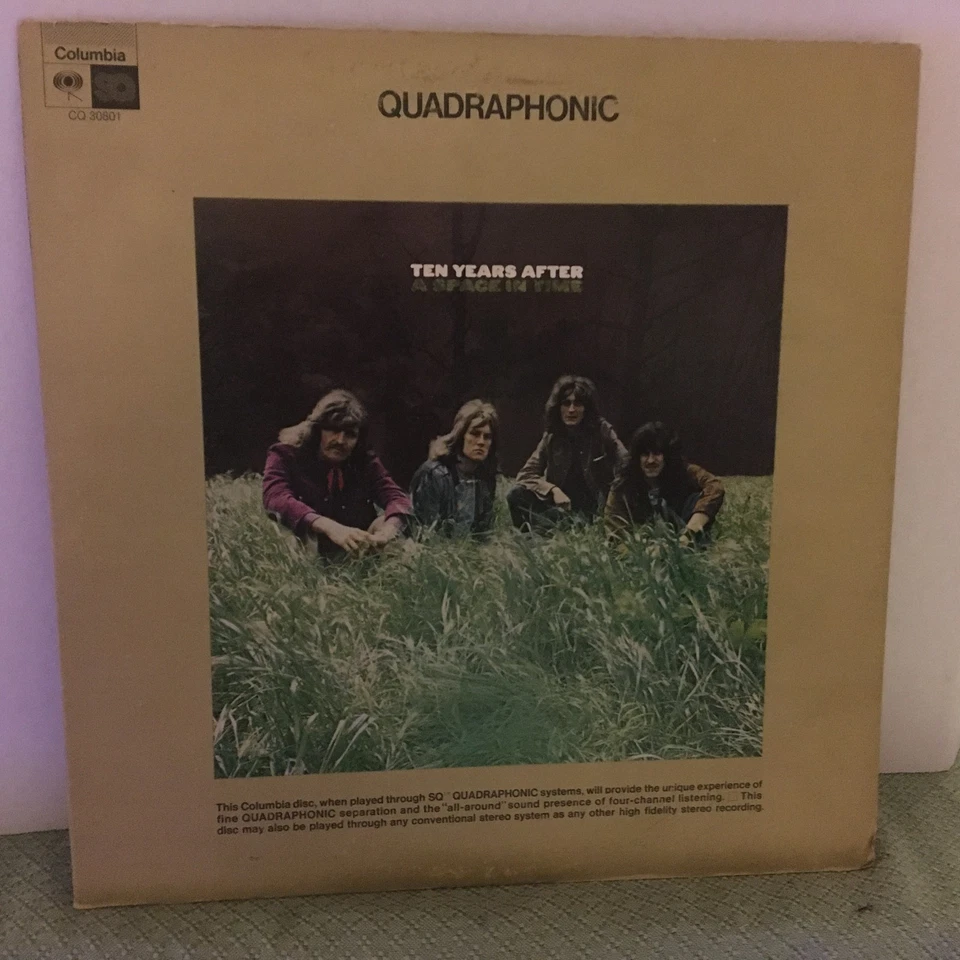 Columbia
SQ
CQ 30801
QUADRAPHONIC
TEN YEARS AFTER
A SPACE IN TIME
This Columbia disc, when played through SQ™ QUADRAPHONIC systems, will provide the unique experience of
fine QUADRAPHONIC separation and the "all-around" sound presence of four-channel listening. This
disc may also be played through any conventional stereo system as any other high fidelity stereo recording.